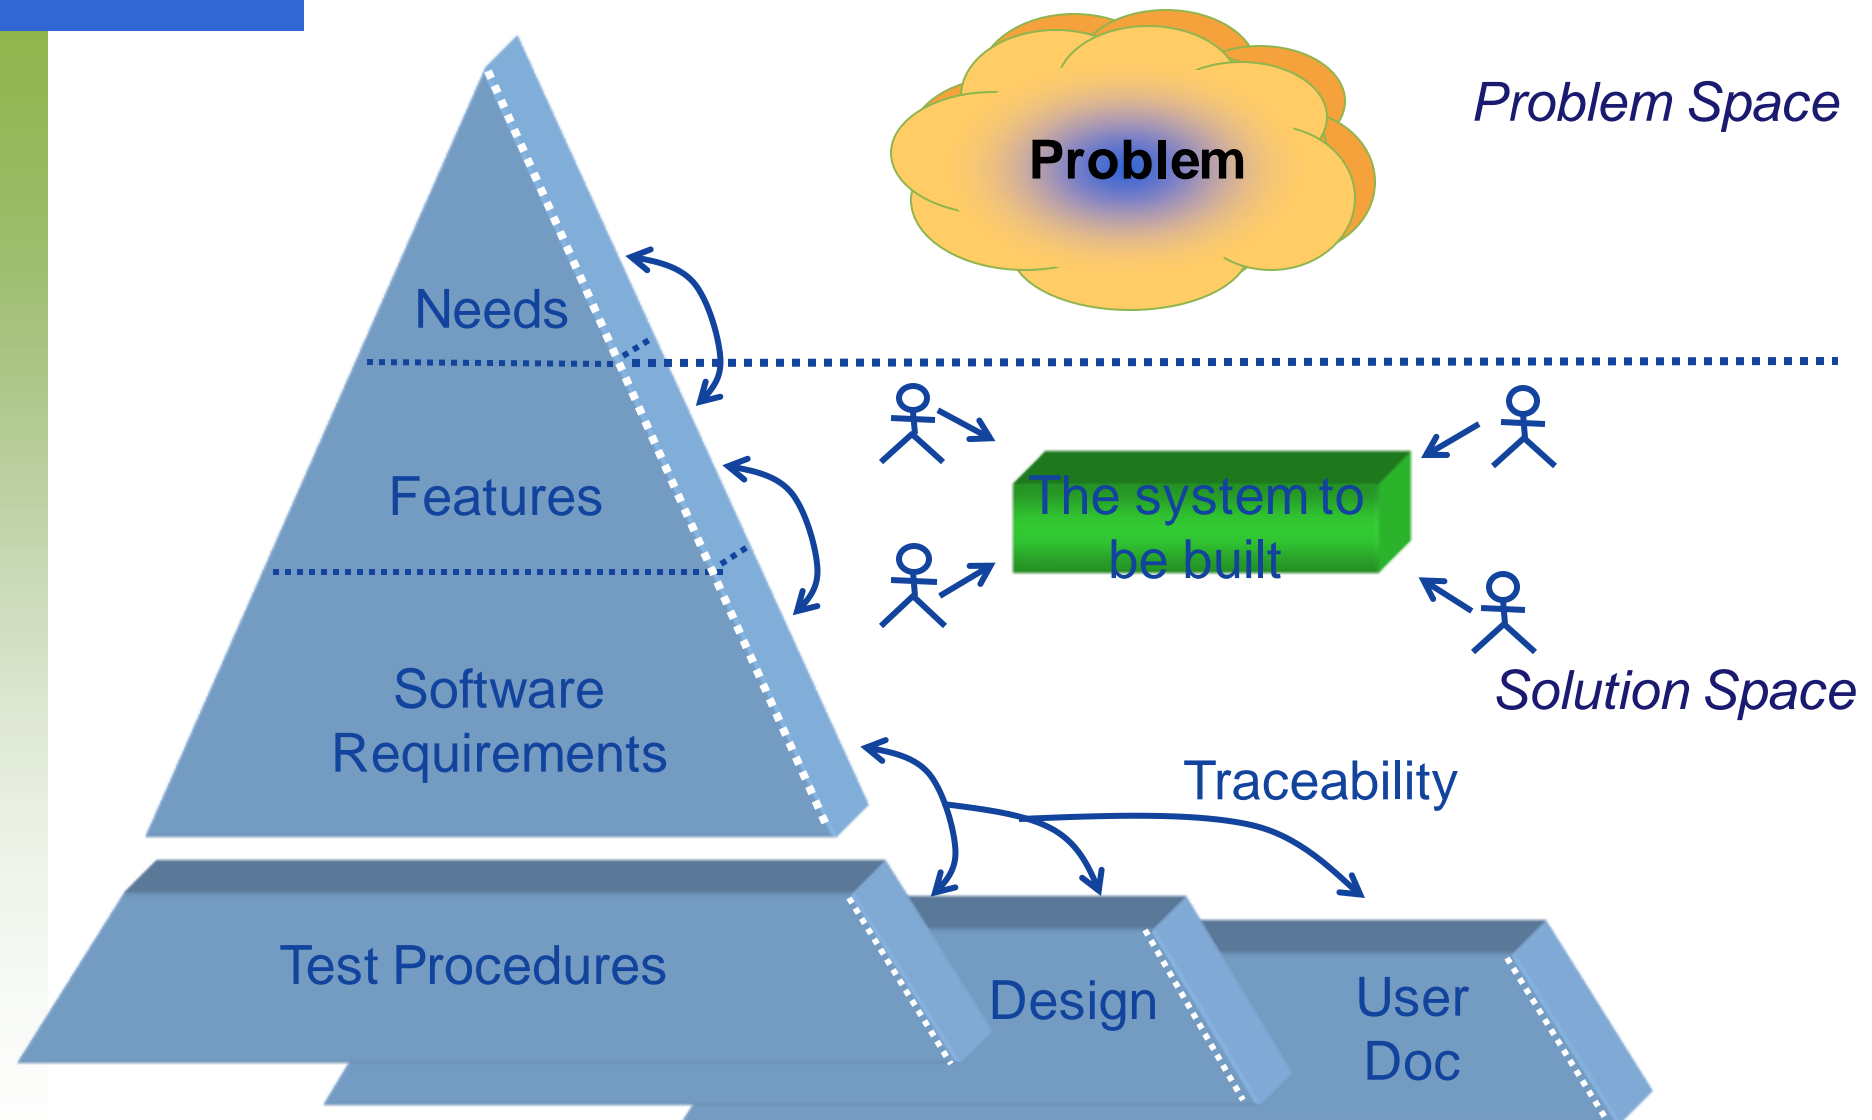 Problem Space
Problem
Needs
Features
The system to
be built
Software
Requirements
Solution Space
Traceability
Test Procedures
Design
User
Doc